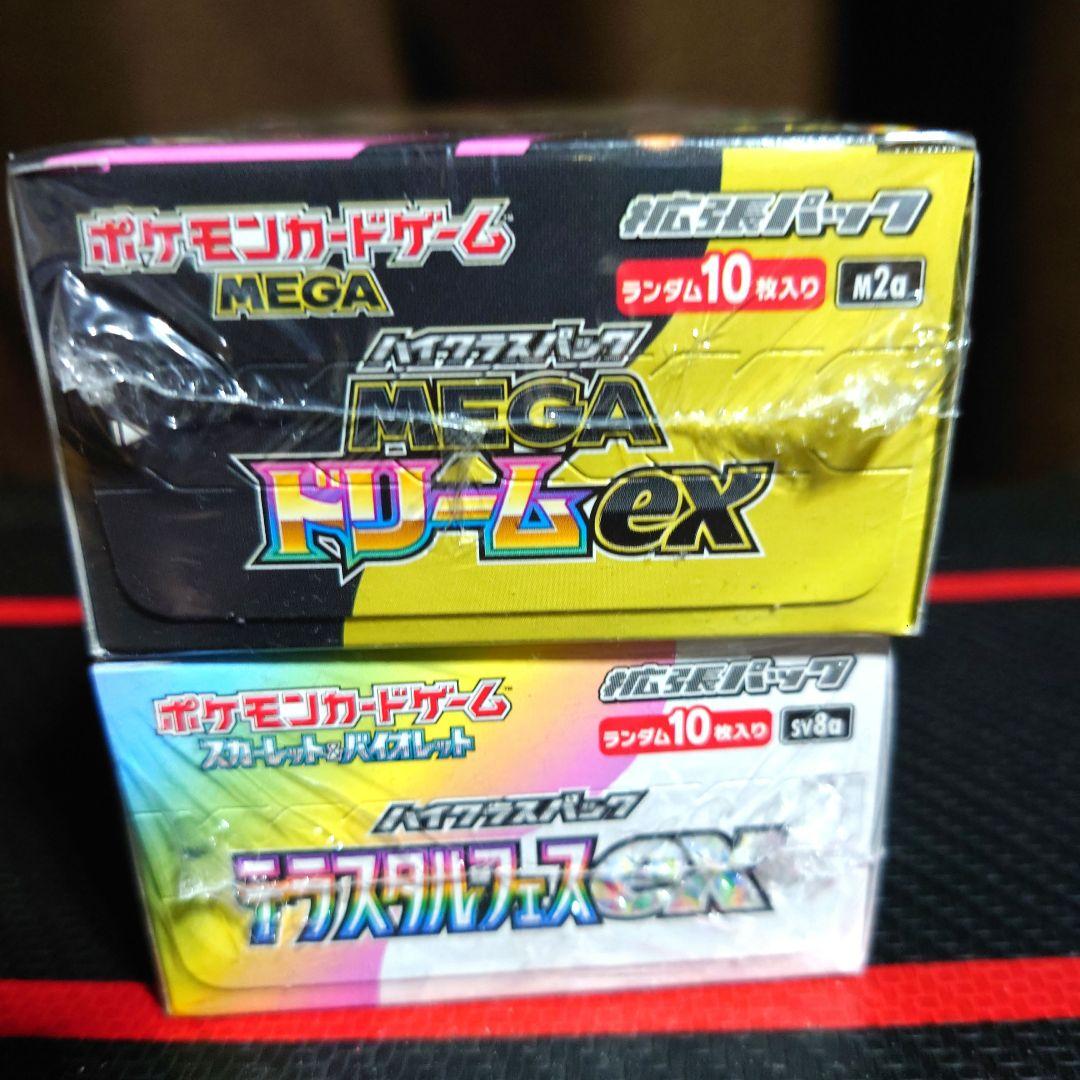 ポケモンカードゲーム™
MEGA
拡張パック
ランダム10枚入り M2a
ハイクラスパック
MEGA
ドリームex
ポケモンカードゲーム™
スカーレット&バイオレット
拡張パック
ランダム10枚入り SV8a
ハイクラスパック
テラスタルフェスex